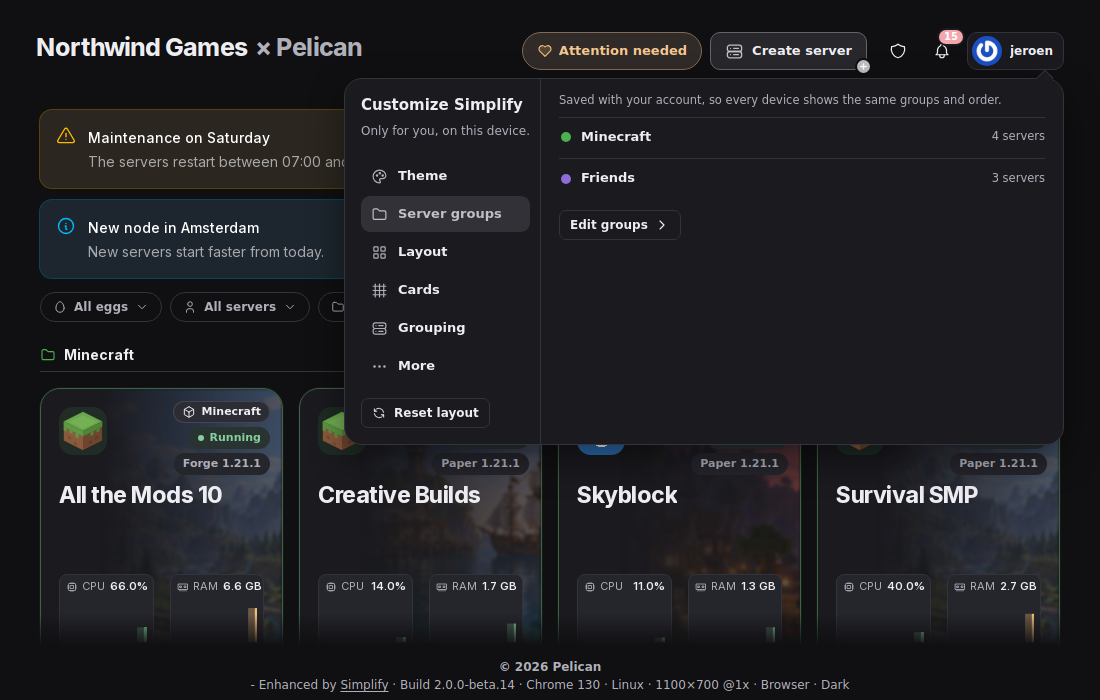 Northwind Games × Pelican
Attention needed
Create server
15
jeroen
Maintenance on Saturday
The servers restart between 07:00 and
New node in Amsterdam
New servers start faster from today.
All eggs
All servers
Customize Simplify
Only for you, on this device.
Theme
Server groups
Layout
Cards
Grouping
More
Reset layout
Saved with your account, so every device shows the same groups and order.
Minecraft
4 servers
Friends
3 servers
Edit groups
Minecraft
Minecraft
Running
Forge 1.21.1
All the Mods 10
CPU 66.0%
RAM 6.6 GB
Paper 1.21.1
Creative Builds
CPU 14.0%
RAM 1.7 GB
Paper 1.21.1
Skyblock
CPU 11.0%
RAM 1.3 GB
Paper 1.21.1
Survival SMP
CPU 40.0%
RAM 2.7 GB
© 2026 Pelican
- Enhanced by Simplify · Build 2.0.0-beta.14 · Chrome 130 · Linux · 1100×700 @1x · Browser · Dark